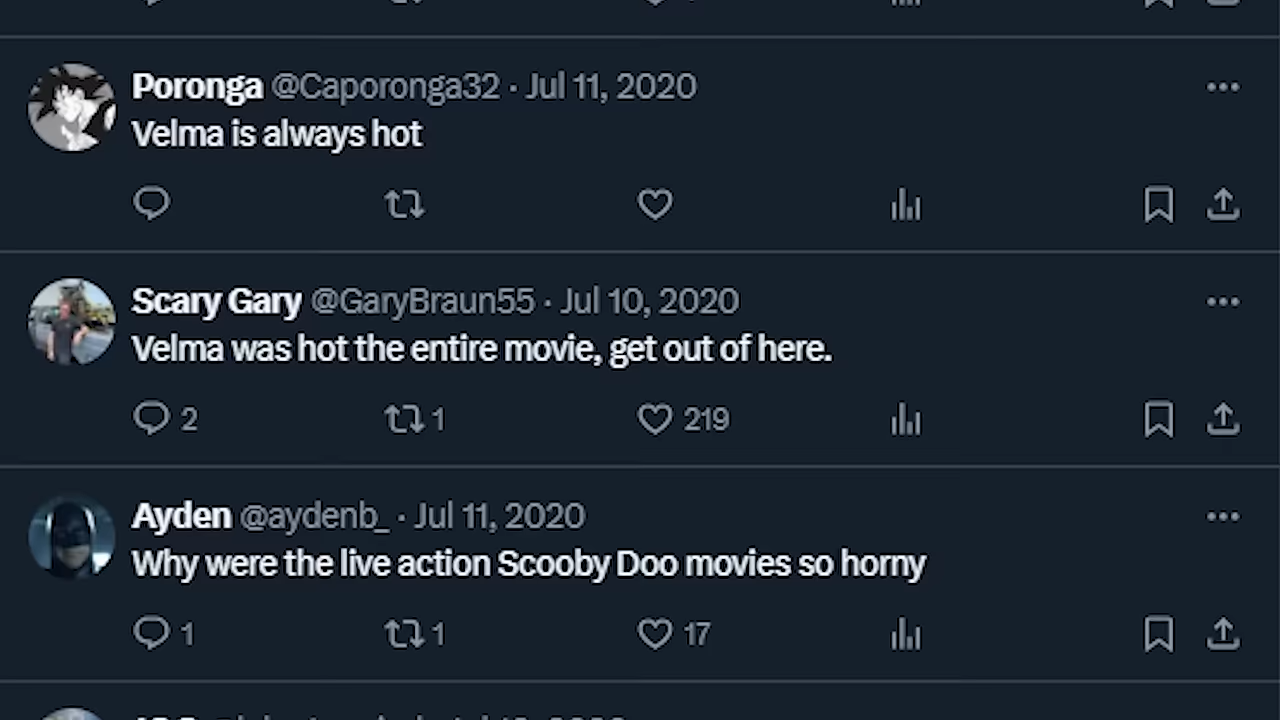 Poronga @Caporonga32 · Jul 11, 2020
Velma is always hot
Scary Gary @GaryBraun55 · Jul 10, 2020
Velma was hot the entire movie, get out of here.
2 1 219
Ayden @aydenb_ · Jul 11, 2020
Why were the live action Scooby Doo movies so horny
1 1 17